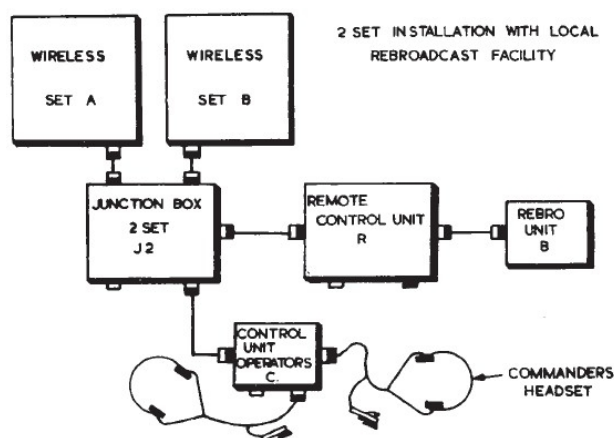 2 SET INSTALLATION WITH LOCAL
REBROADCAST FACILITY
WIRELESS
SET A
WIRELESS
SET B
JUNCTION BOX
2 SET
J2
REMOTE
CONTROL UNIT
R
REBRO
UNIT
B
CONTROL
UNIT
OPERATORS
C.
COMMANDERS
HEADSET